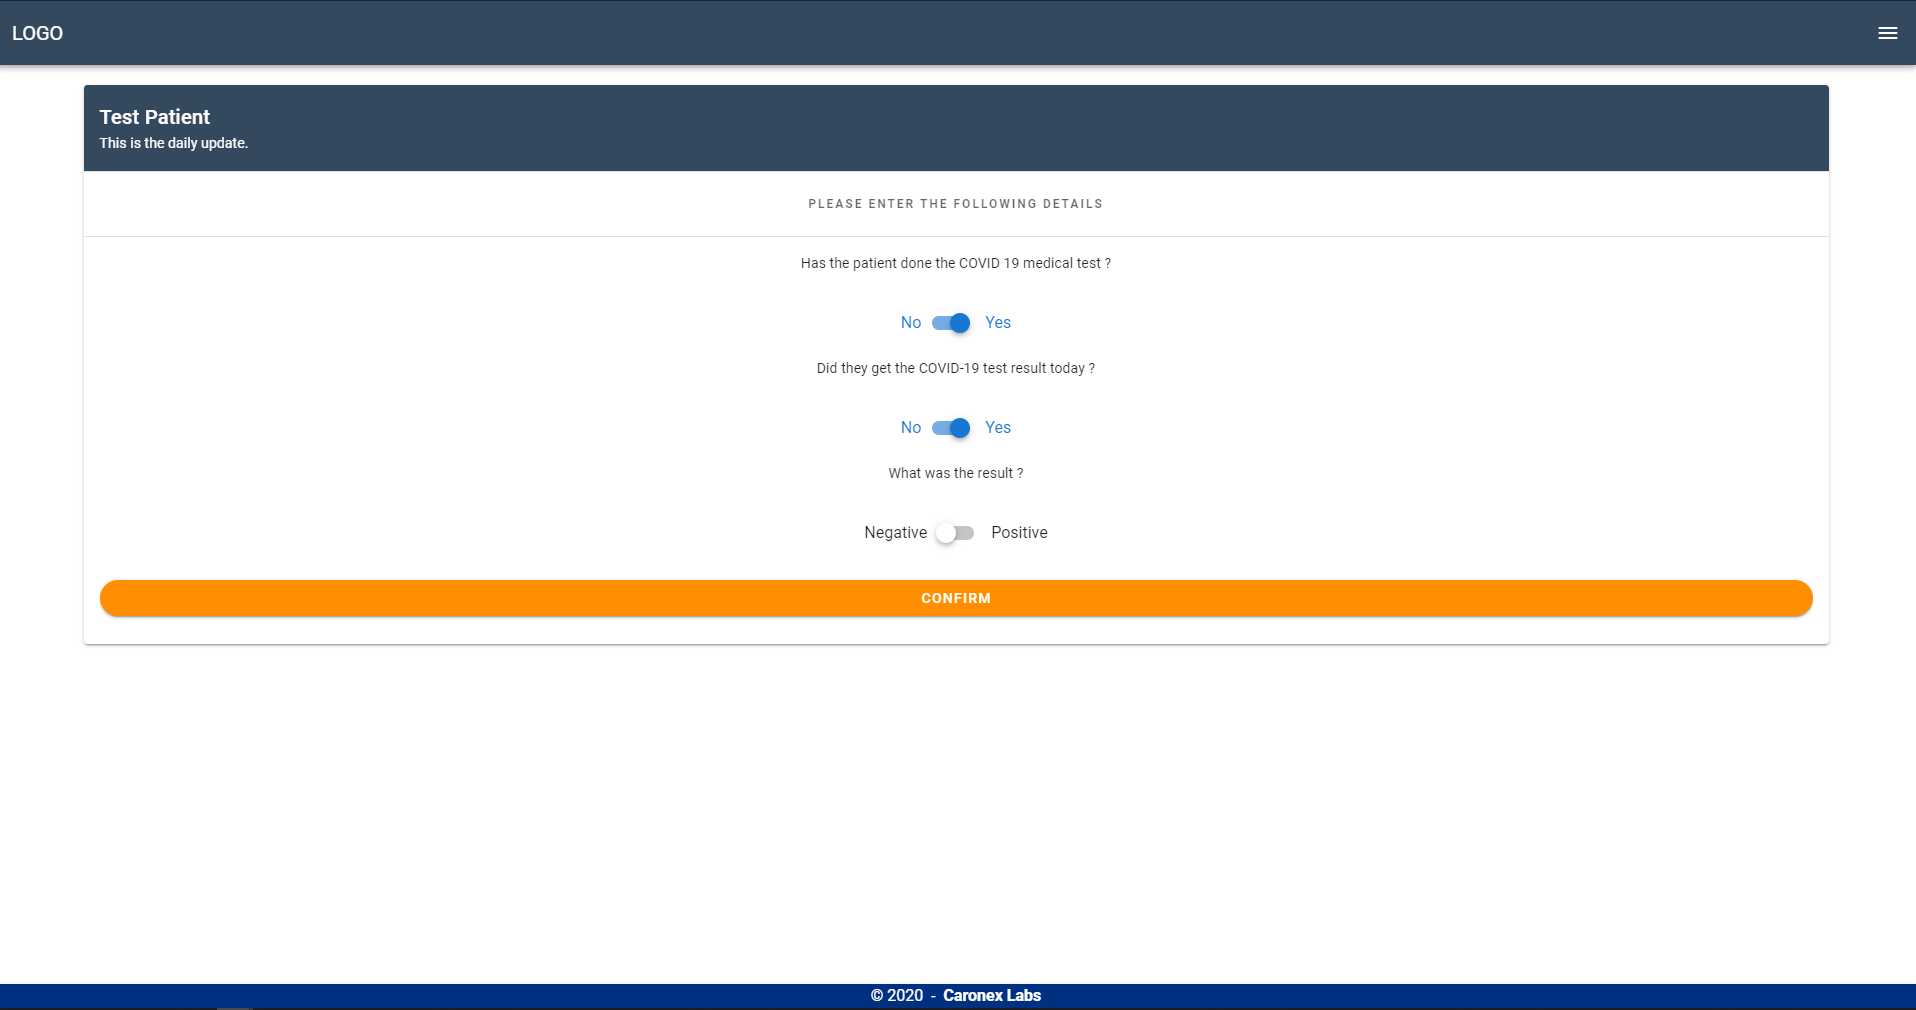 LOGO
Test Patient
This is the daily update.
PLEASE ENTER THE FOLLOWING DETAILS
Has the patient done the COVID 19 medical test ?
No Yes
Did they get the COVID-19 test result today ?
No Yes
What was the result ?
Negative Positive
CONFIRM
© 2020 - Caronex Labs